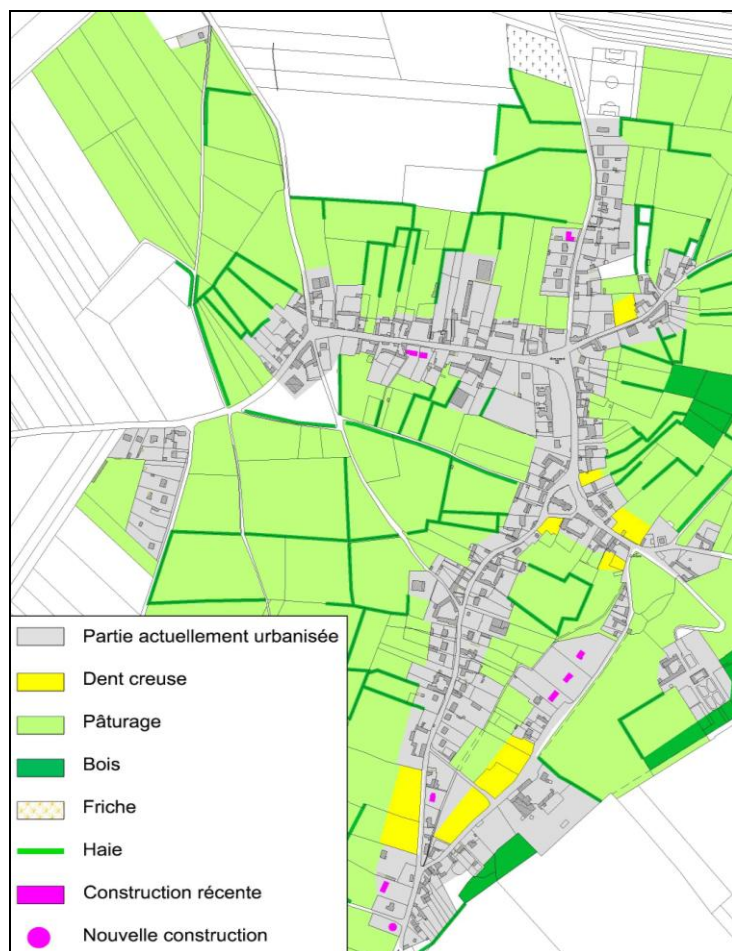 Partie actuellement urbanisée
Dent creuse
Pâturage
Bois
Friche
Haie
Construction récente
Nouvelle construction